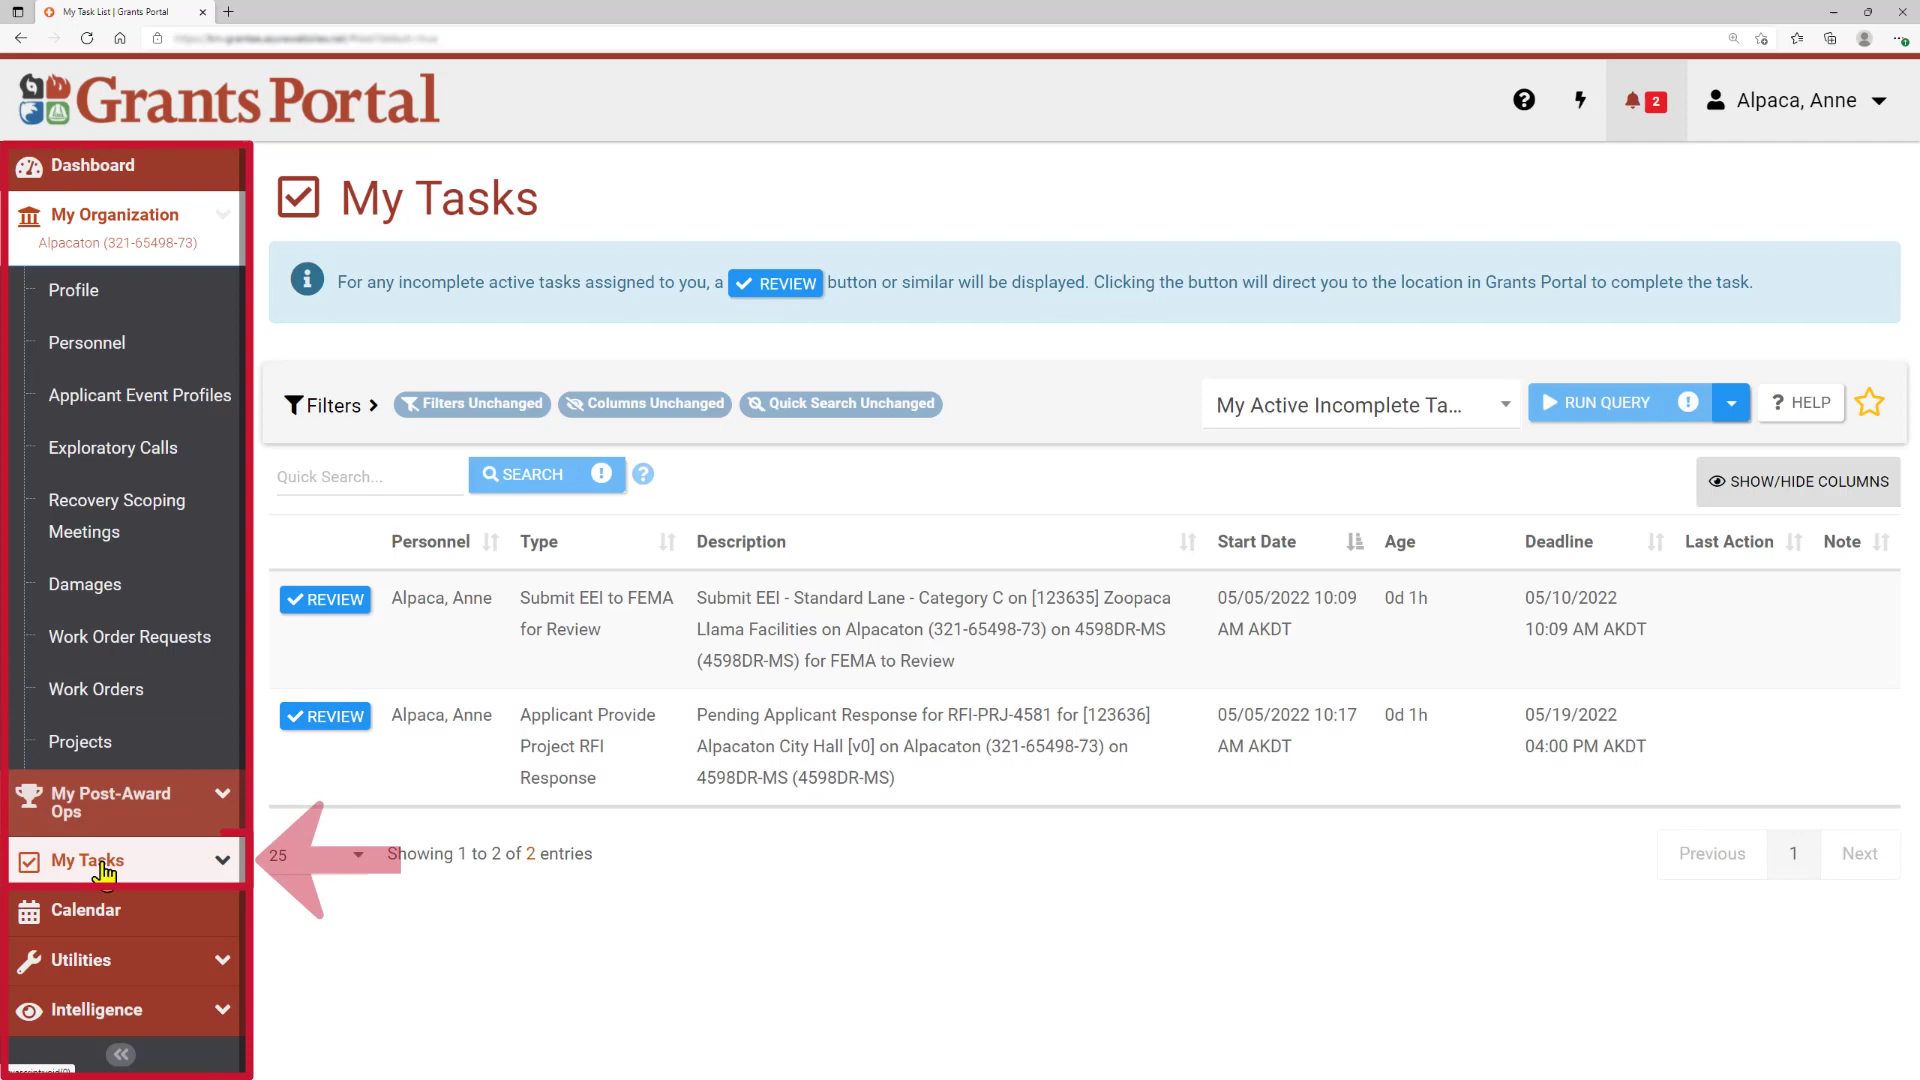 My Task List | Grants Portal
Grants Portal
2
Alpaca, Anne
Dashboard
My Organization
Alpacaton (321-65498-73)
Profile
Personnel
Applicant Event Profiles
Exploratory Calls
Recovery Scoping
Meetings
Damages
Work Order Requests
Work Orders
Projects
My Post-Award
Ops
My Tasks
Calendar
Utilities
Intelligence
My Tasks
For any incomplete active tasks assigned to you, a REVIEW button or similar will be displayed. Clicking the button will direct you to the location in Grants Portal to complete the task.
Filters Filters Unchanged Columns Unchanged Quick Search Unchanged My Active Incomplete Ta... RUN QUERY ! ? HELP
Quick Search... SEARCH ! ? SHOW/HIDE COLUMNS
Personnel Type Description Start Date Age Deadline Last Action Note
REVIEW Alpaca, Anne Submit EEI to FEMA Submit EEI - Standard Lane - Category C on [123635] Zoopaca 05/05/2022 10:09 0d 1h 05/10/2022
for Review Llama Facilities on Alpacaton (321-65498-73) on 4598DR-MS AM AKDT 10:09 AM AKDT
(4598DR-MS) for FEMA to Review
REVIEW Alpaca, Anne Applicant Provide Pending Applicant Response for RFI-PRJ-4581 for [123636] 05/05/2022 10:17 0d 1h 05/19/2022
Project RFI Alpacaton City Hall [v0] on Alpacaton (321-65498-73) on AM AKDT 04:00 PM AKDT
Response 4598DR-MS (4598DR-MS)
25 Showing 1 to 2 of 2 entries Previous 1 Next